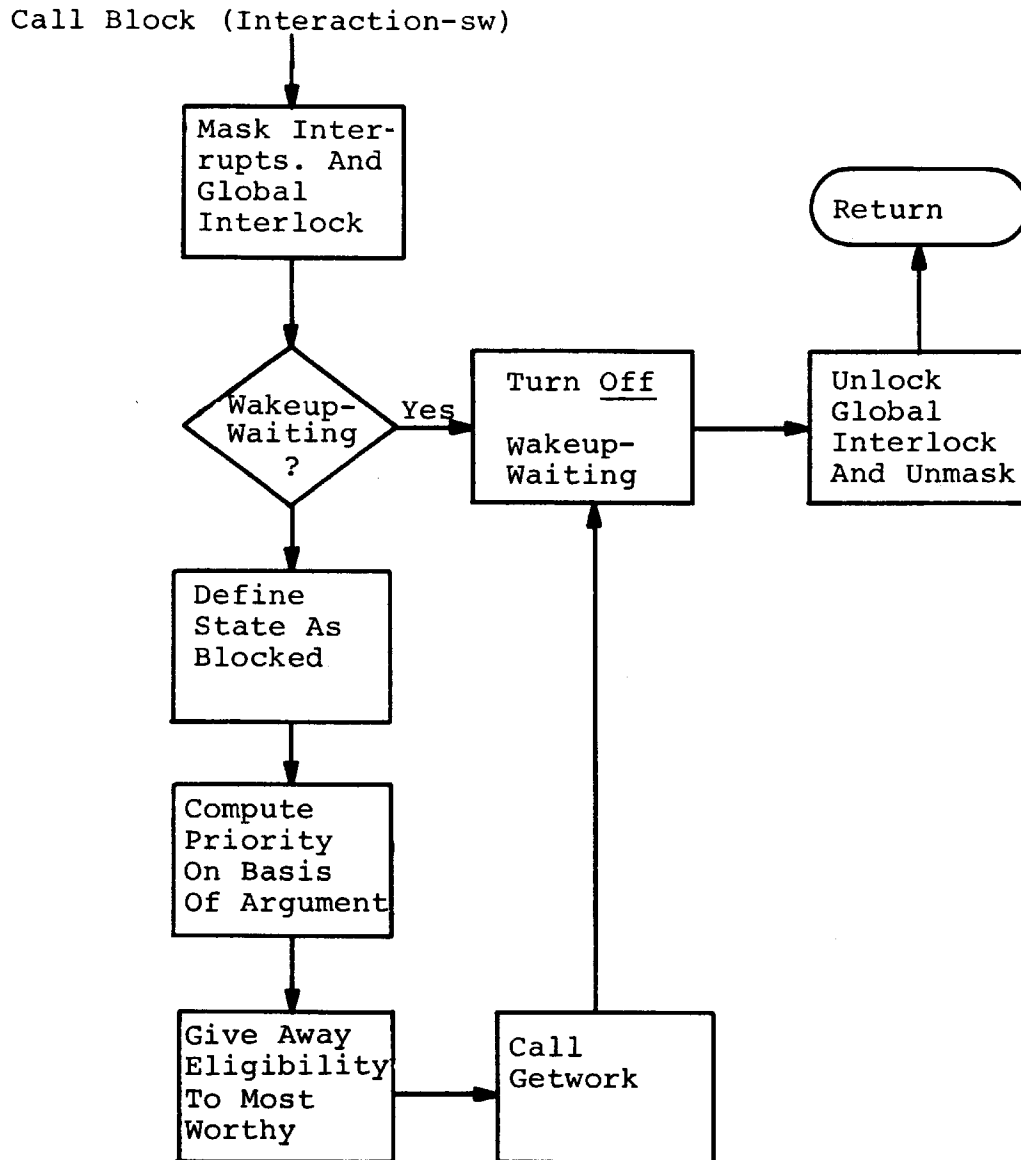 Call Block (Interaction-sw)
Mask Inter-
rupts. And
Global
Interlock
Return
Wakeup-
Waiting
?
Yes
Turn Off
Wakeup-
Waiting
Unlock
Global
Interlock
And Unmask
Define
State As
Blocked
Compute
Priority
On Basis
Of Argument
Give Away
Eligibility
To Most
Worthy
Call
Getwork